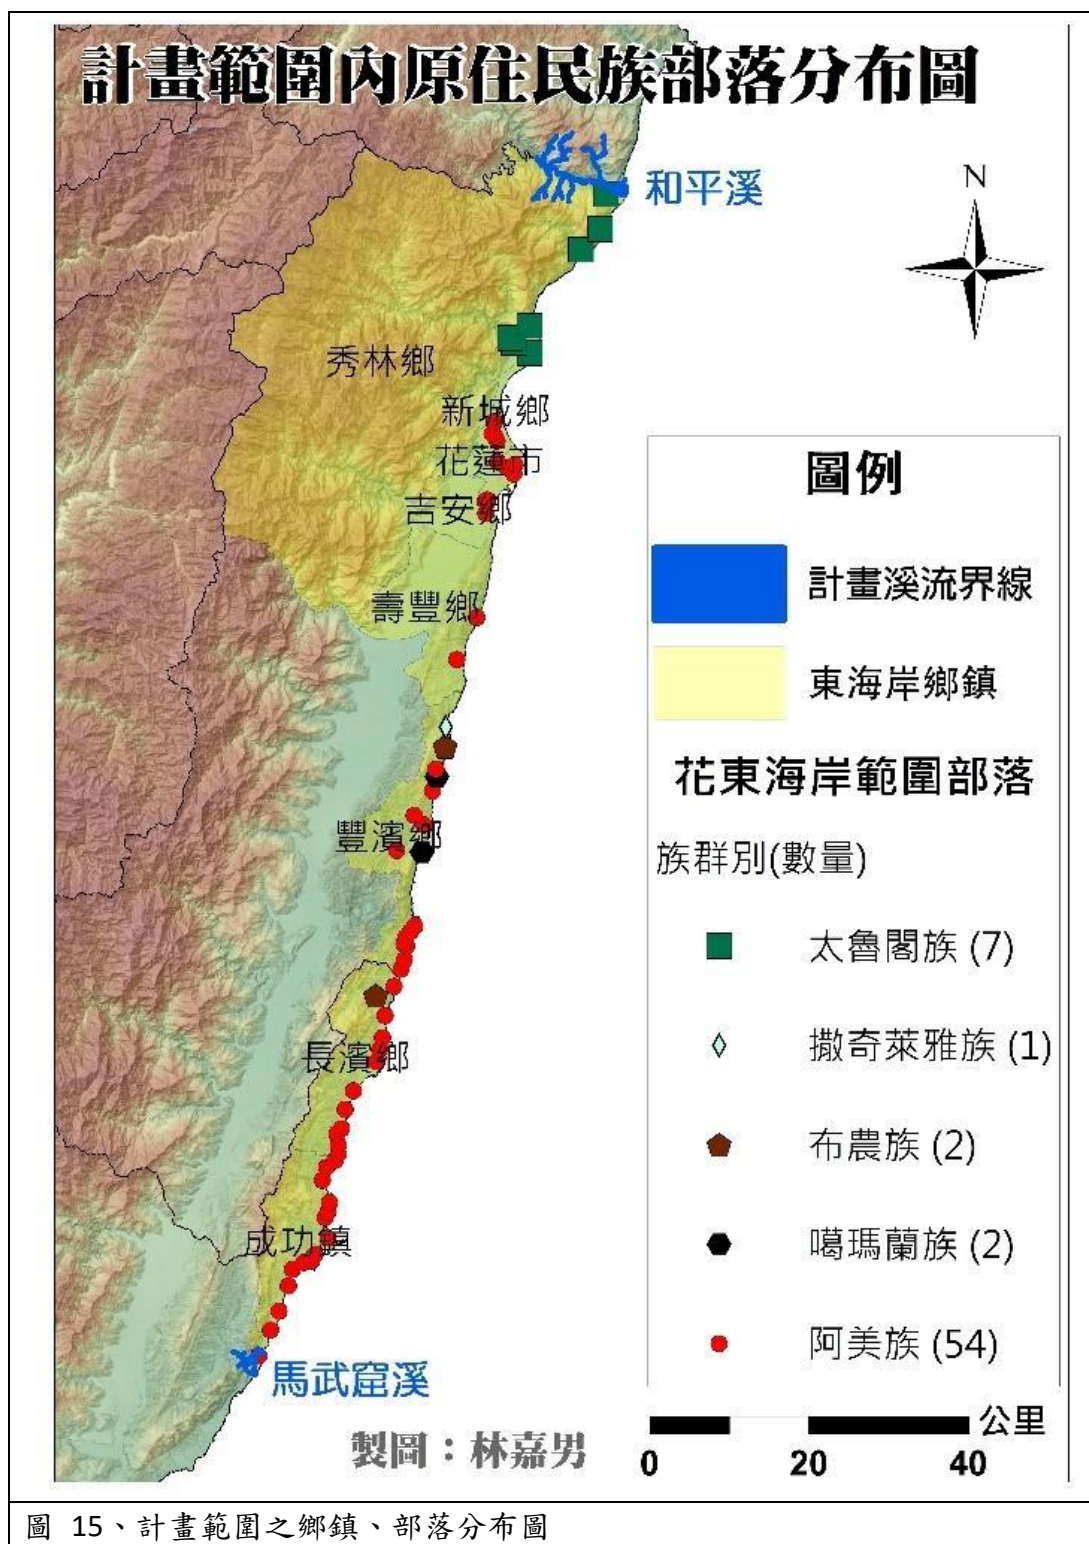 計畫範圍內原住民族部落分布圖
和平溪
N
秀林鄉
新城鄉
花蓮市
吉安鄉
壽豐鄉
豐濱鄉
長濱鄉
成功鎮
馬武窟溪
圖例
計畫溪流界線
東海岸鄉鎮
花東海岸範圍部落
族群別(數量)
太魯閣族 (7)
撒奇萊雅族 (1)
布農族 (2)
噶瑪蘭族 (2)
阿美族 (54)
公里
0 20 40
製圖：林嘉男
圖 15、計畫範圍之鄉鎮、部落分布圖